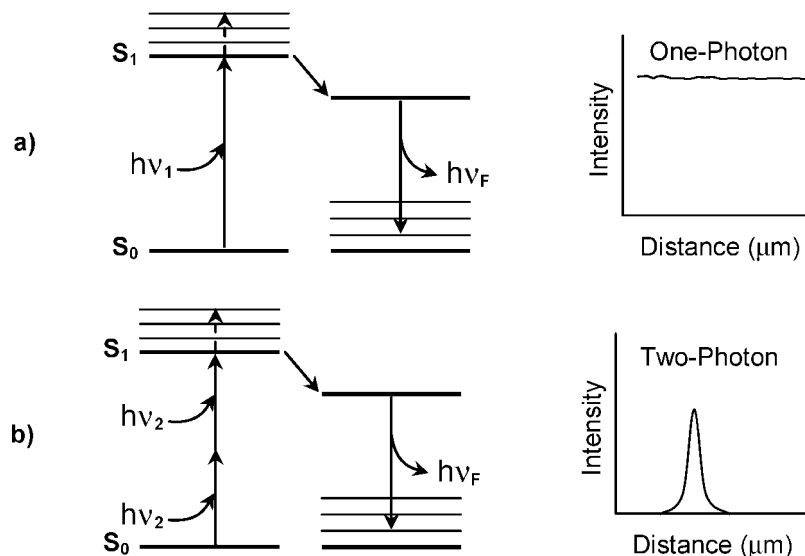 a)
S₁
hν₁
S₀
hνF
One-Photon
Intensity
Distance (μm)
b)
S₁
hν₂
hν₂
S₀
hνF
Two-Photon
Intensity
Distance (μm)